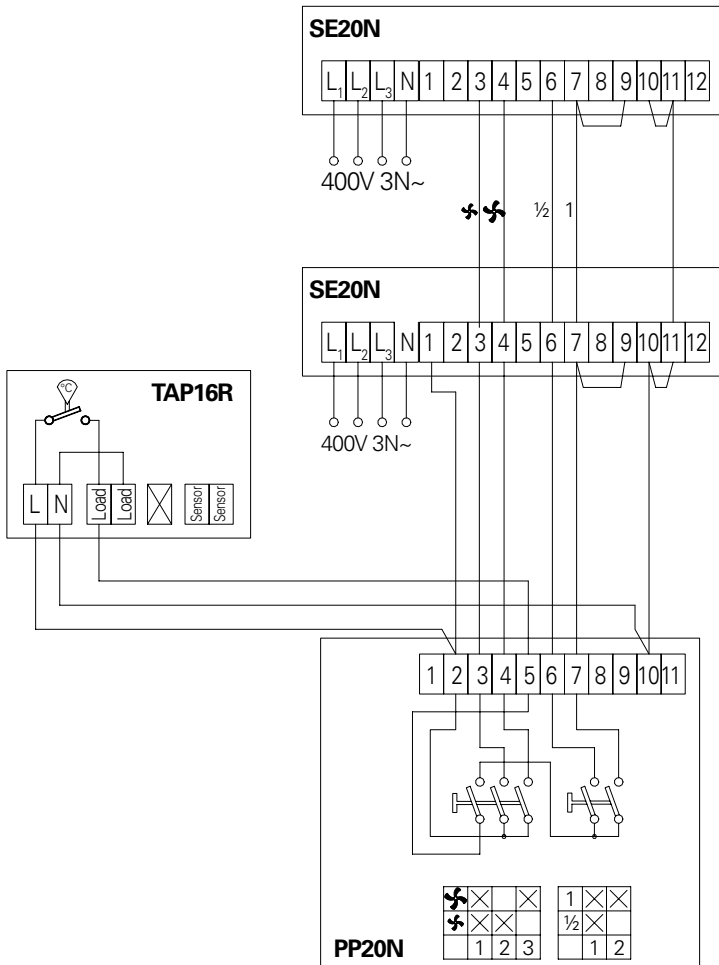 SE20N
L1 L2 L3 N 1 2 3 4 5 6 7 8 9 10 11 12
400V 3N~
½ 1
SE20N
L1 L2 L3 N 1 2 3 4 5 6 7 8 9 10 11 12
400V 3N~
TAP16R
°C
L N Load Load Sensor Sensor
1 2 3 4 5 6 7 8 9 10 11
1
½
1 2 3
1 2
PP20N